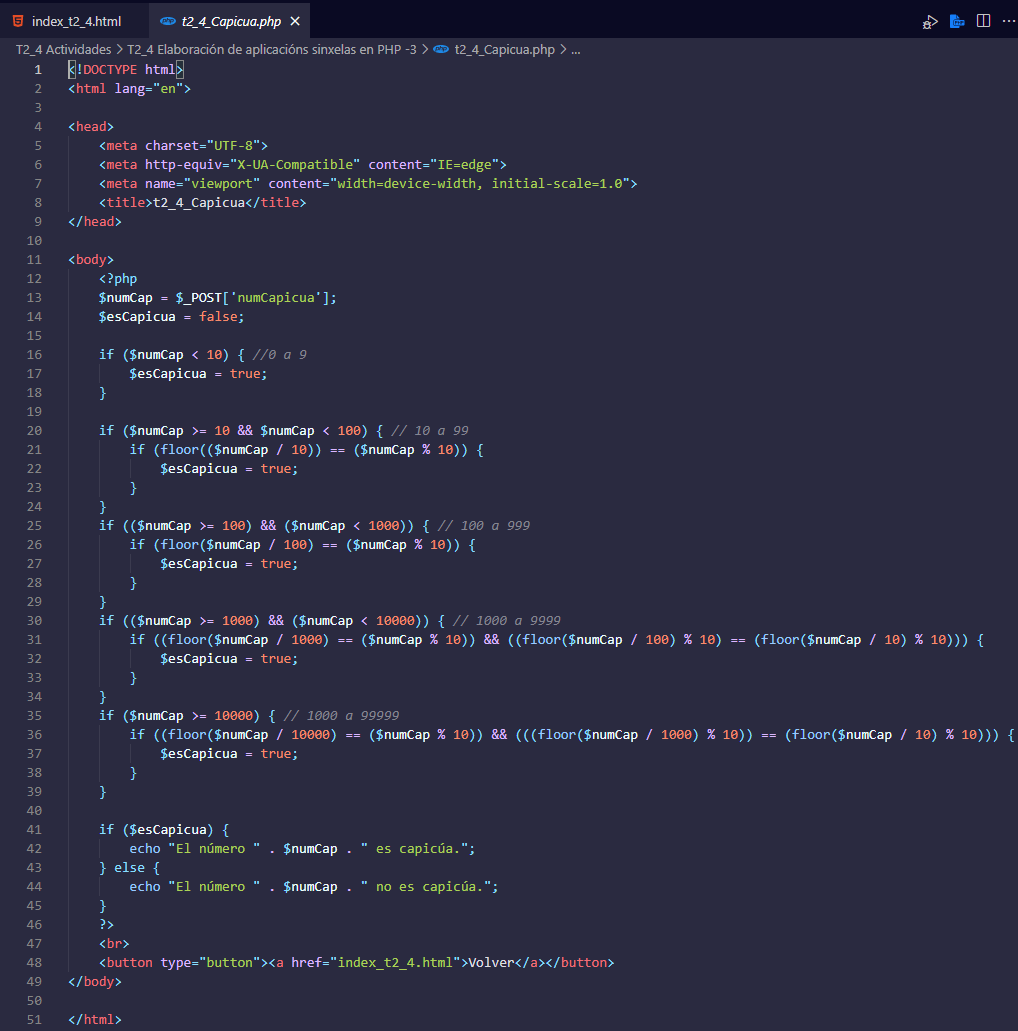 index_t2_4.html
t2_4_Capicua.php
T2_4 Actividades > T2_4 Elaboración de aplicacións sinxelas en PHP -3 > t2_4_Capicua.php > ...
1 <!DOCTYPE html>
2 <html lang="en">
3
4 <head>
5 <meta charset="UTF-8">
6 <meta http-equiv="X-UA-Compatible" content="IE=edge">
7 <meta name="viewport" content="width=device-width, initial-scale=1.0">
8 <title>t2_4_Capicua</title>
9 </head>
10
11 <body>
12 <?php
13 $numCap = $_POST['numCapicua'];
14 $esCapicua = false;
15
16 if ($numCap < 10) { //0 a 9
17 $esCapicua = true;
18 }
19
20 if ($numCap >= 10 && $numCap < 100) { // 10 a 99
21 if (floor(($numCap / 10)) == ($numCap % 10)) {
22 $esCapicua = true;
23 }
24 }
25 if (($numCap >= 100) && ($numCap < 1000)) { // 100 a 999
26 if (floor($numCap / 100) == ($numCap % 10)) {
27 $esCapicua = true;
28 }
29 }
30 if (($numCap >= 1000) && ($numCap < 10000)) { // 1000 a 9999
31 if ((floor($numCap / 1000) == ($numCap % 10)) && ((floor($numCap / 100) % 10) == (floor($numCap / 10) % 10))) {
32 $esCapicua = true;
33 }
34 }
35 if ($numCap >= 10000) { // 1000 a 99999
36 if ((floor($numCap / 10000) == ($numCap % 10)) && (((floor($numCap / 1000) % 10)) == (floor($numCap / 10) % 10))) {
37 $esCapicua = true;
38 }
39 }
40
41 if ($esCapicua) {
42 echo "El número " . $numCap . " es capicúa.";
43 } else {
44 echo "El número " . $numCap . " no es capicúa.";
45 }
46 ?>
47 <br>
48 <button type="button"><a href="index_t2_4.html">Volver</a></button>
49 </body>
50
51 </html>